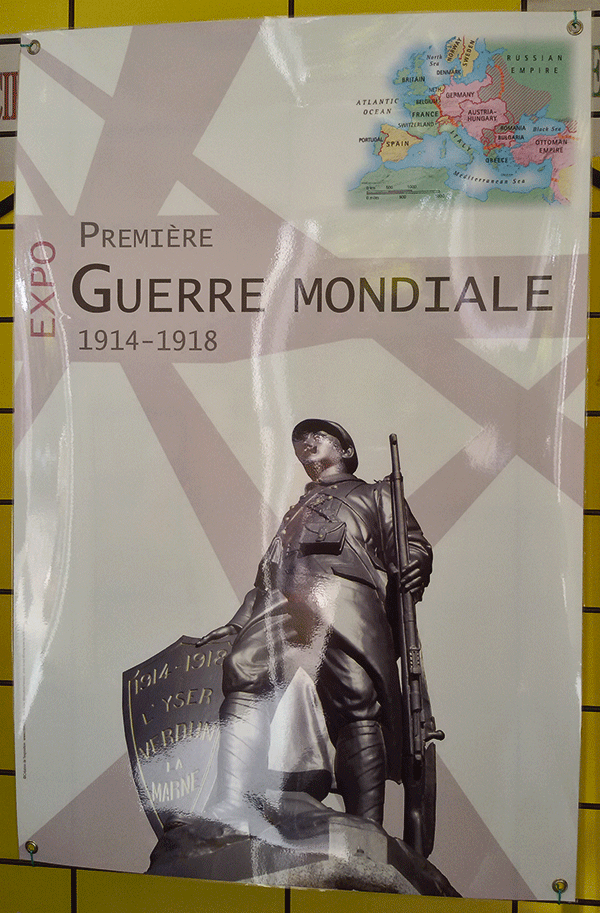 North
Sea
NORWAY
SWEDEN
RUSSIAN
EMPIRE
DENMARK
BRITAIN
NETH.
GERMANY
BELGIUM
ATLANTIC
OCEAN
FRANCE
AUSTRIA-
HUNGARY
SWITZERLAND
ROMANIA
Black Sea
BULGARIA
PORTUGAL
SPAIN
ITALY
OTTOMAN
EMPIRE
GREECE
Mediterranean Sea
EXPO
PREMIÈRE
GUERRE MONDIALE
1914-1918
1914-1918
L'YSER
VERDUN
LA
MARNE